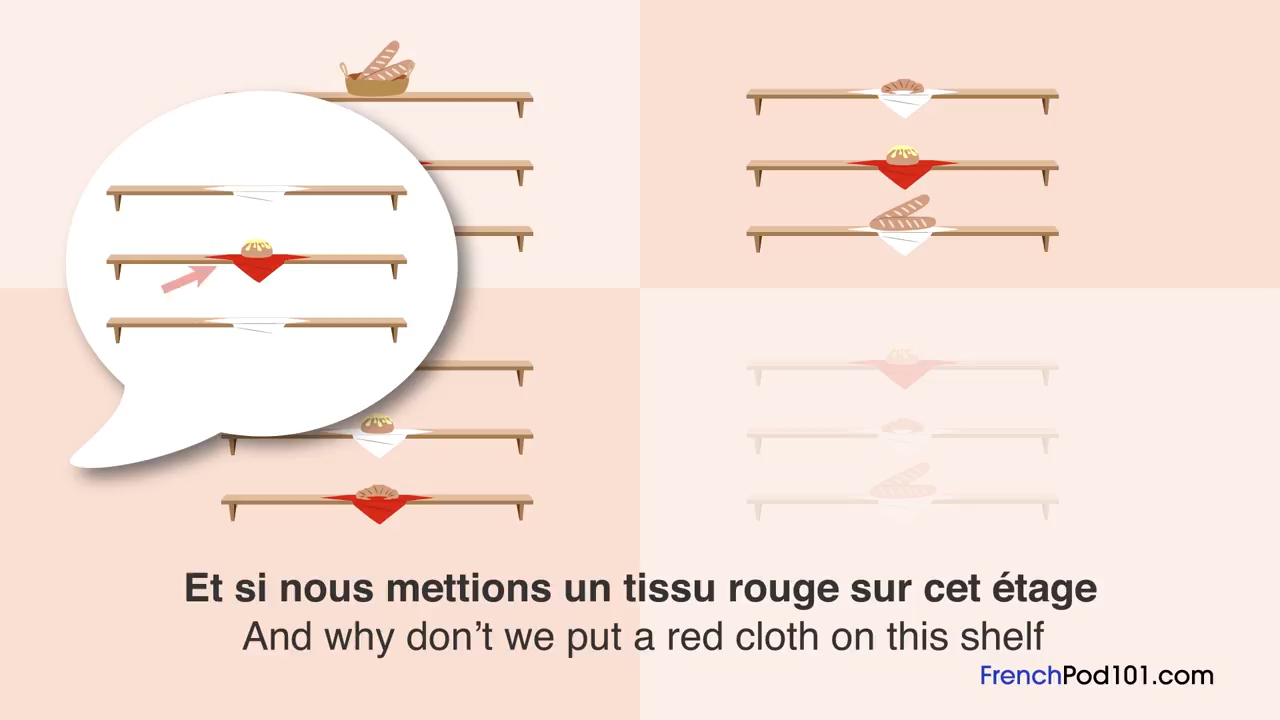 Et si nous mettions un tissu rouge sur cet étage
And why don't we put a red cloth on this shelf
FrenchPod101.com